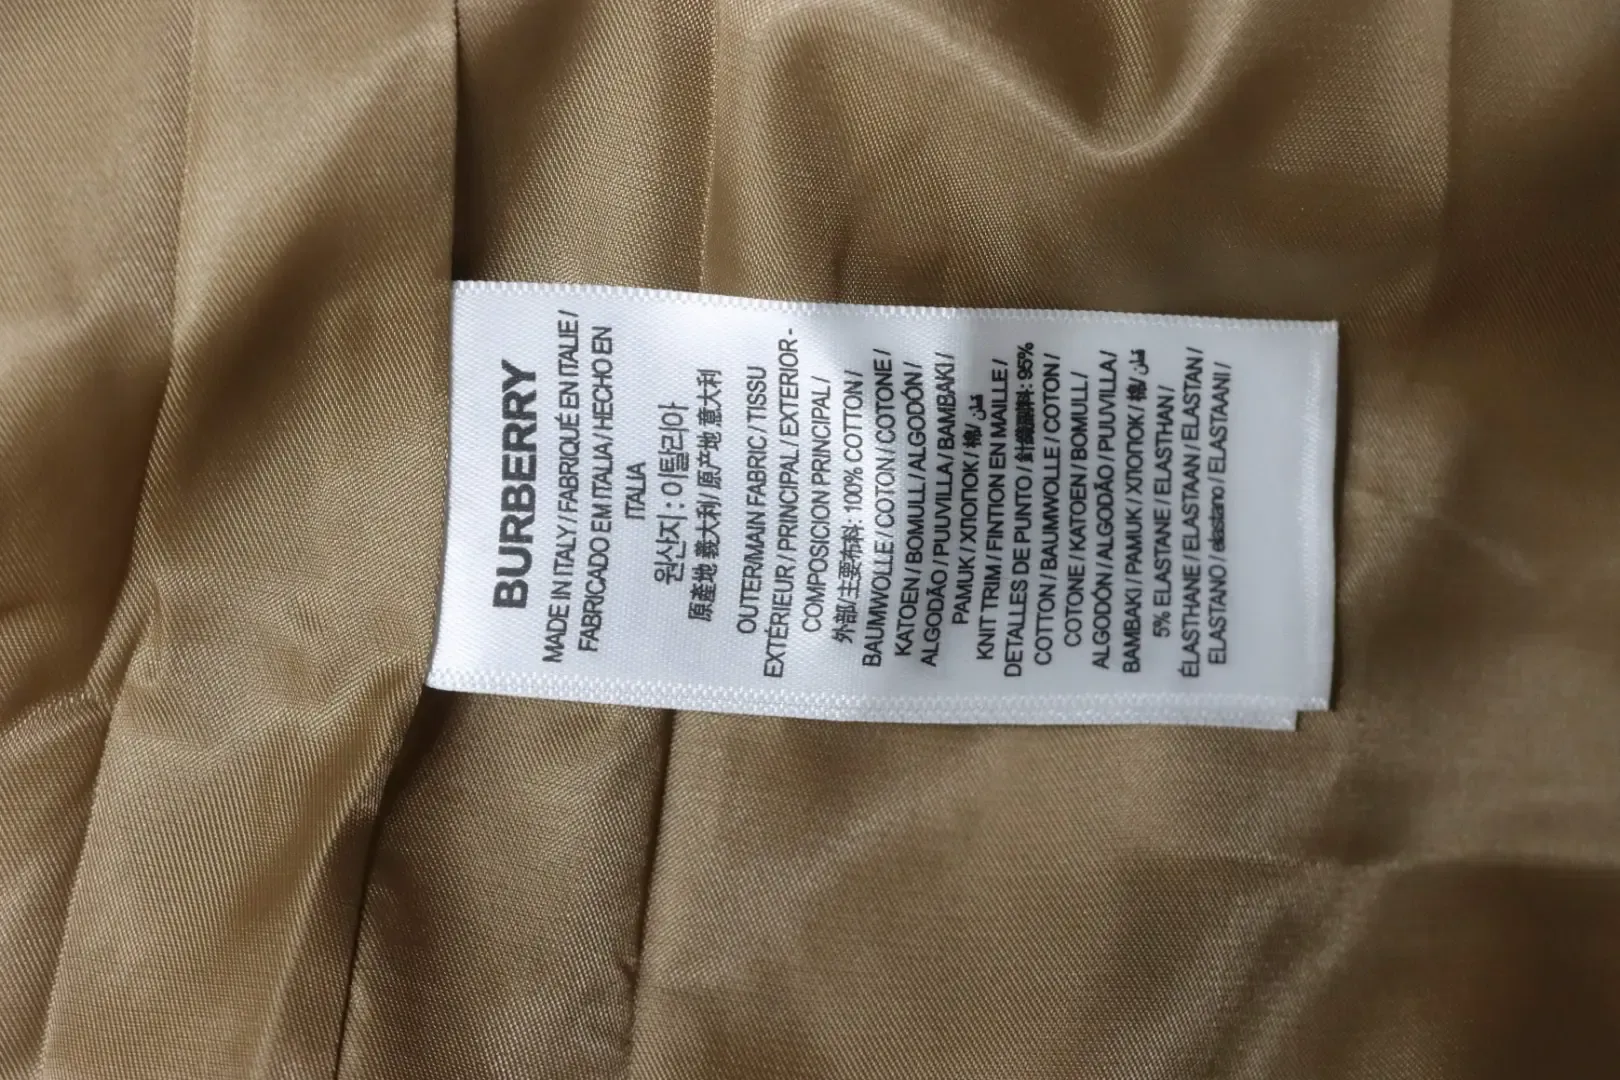 BURBERRY
MADE IN ITALY / FABRIQUÉ EN ITALIE /
FABRICADO EM ITALIA / HECHO EN
ITALIA
원산지 : 이탈리아
原產地 義大利 / 原产地 意大利
OUTER/MAIN FABRIC / TISSU
EXTÉRIEUR / PRINCIPAL / EXTERIOR -
COMPOSICION PRINCIPAL /
外部/主要布料: 100% COTTON /
BAUMWOLLE / COTON / COTONE /
KATOEN / BOMULL / ALGODÓN /
ALGODÃO / PUUVILLA / BAMBAKI /
PAMUK / ХЛОПОК / 棉/ قطن
KNIT TRIM / FINITION EN MAILLE /
DETALLES DE PUNTO / 針織 : 95%
COTTON / BAUMWOLLE / COTON /
COTONE / KATOEN / BOMULL /
ALGODÓN / ALGODÃO / PUUVILLA /
BAMBAKI / PAMUK / ХЛОПОК / 棉/ قطن
5% ELASTANE / ELASTHAN /
ÉLASTHANE / ELASTAAN / ELASTAN /
ELASTANO / elastano / ELASTAANI /